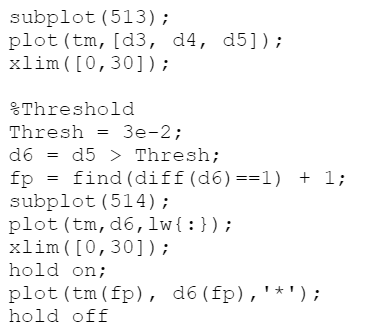 subplot(513);
plot(tm,[d3, d4, d5]);
xlim([0,30]);
%Threshold
Thresh = 3e-2;
d6 = d5 > Thresh;
fp = find(diff(d6)==1) + 1;
subplot(514);
plot(tm,d6,lw{:});
xlim([0,30]);
hold on;
plot(tm(fp), d6(fp),'*');
hold off